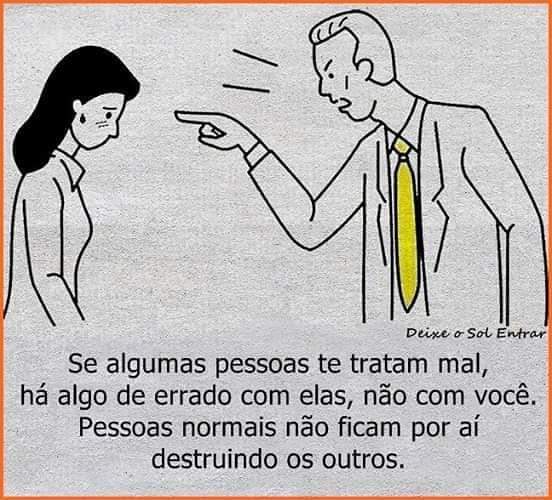 Deixe o Sol Entrar
Se algumas pessoas te tratam mal,
há algo de errado com elas, não com você.
Pessoas normais não ficam por aí
destruindo os outros.